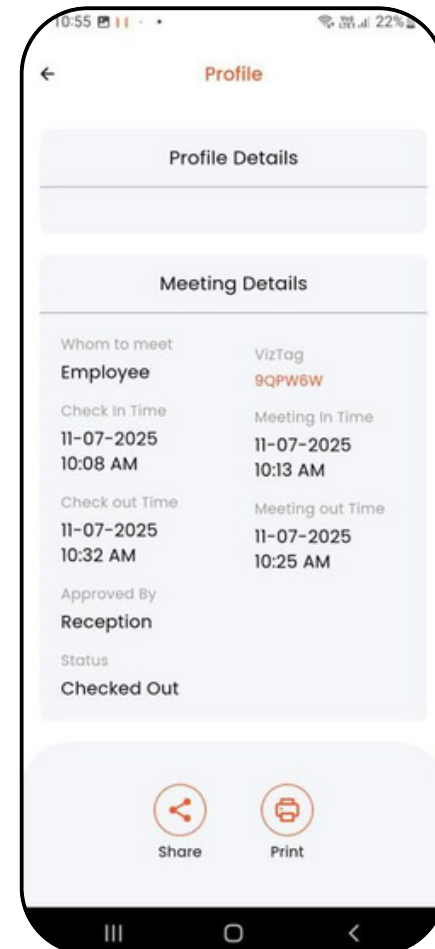 10:55
22%
Profile
Profile Details
Meeting Details
Whom to meet
Employee
VizTag
9QPW6W
Check In Time
11-07-2025
10:08 AM
Meeting In Time
11-07-2025
10:13 AM
Check out Time
11-07-2025
10:32 AM
Meeting out Time
11-07-2025
10:25 AM
Approved By
Reception
Status
Checked Out
Share
Print